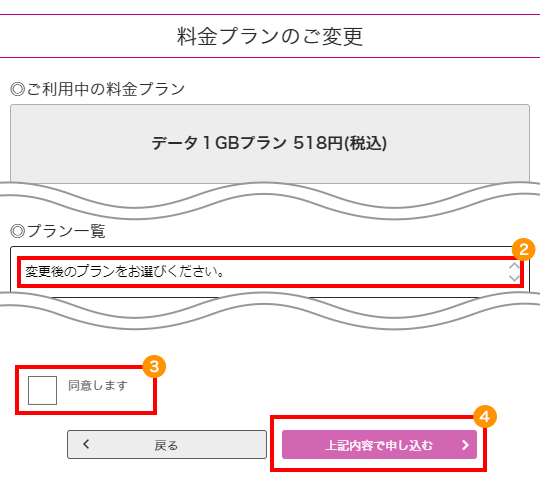 料金プランのご変更
◎ご利用中の料金プラン
データ１GBプラン 518円(税込)
◎プラン一覧
2
変更後のプランをお選びください。
3
同意します
4
戻る
上記内容で申し込む